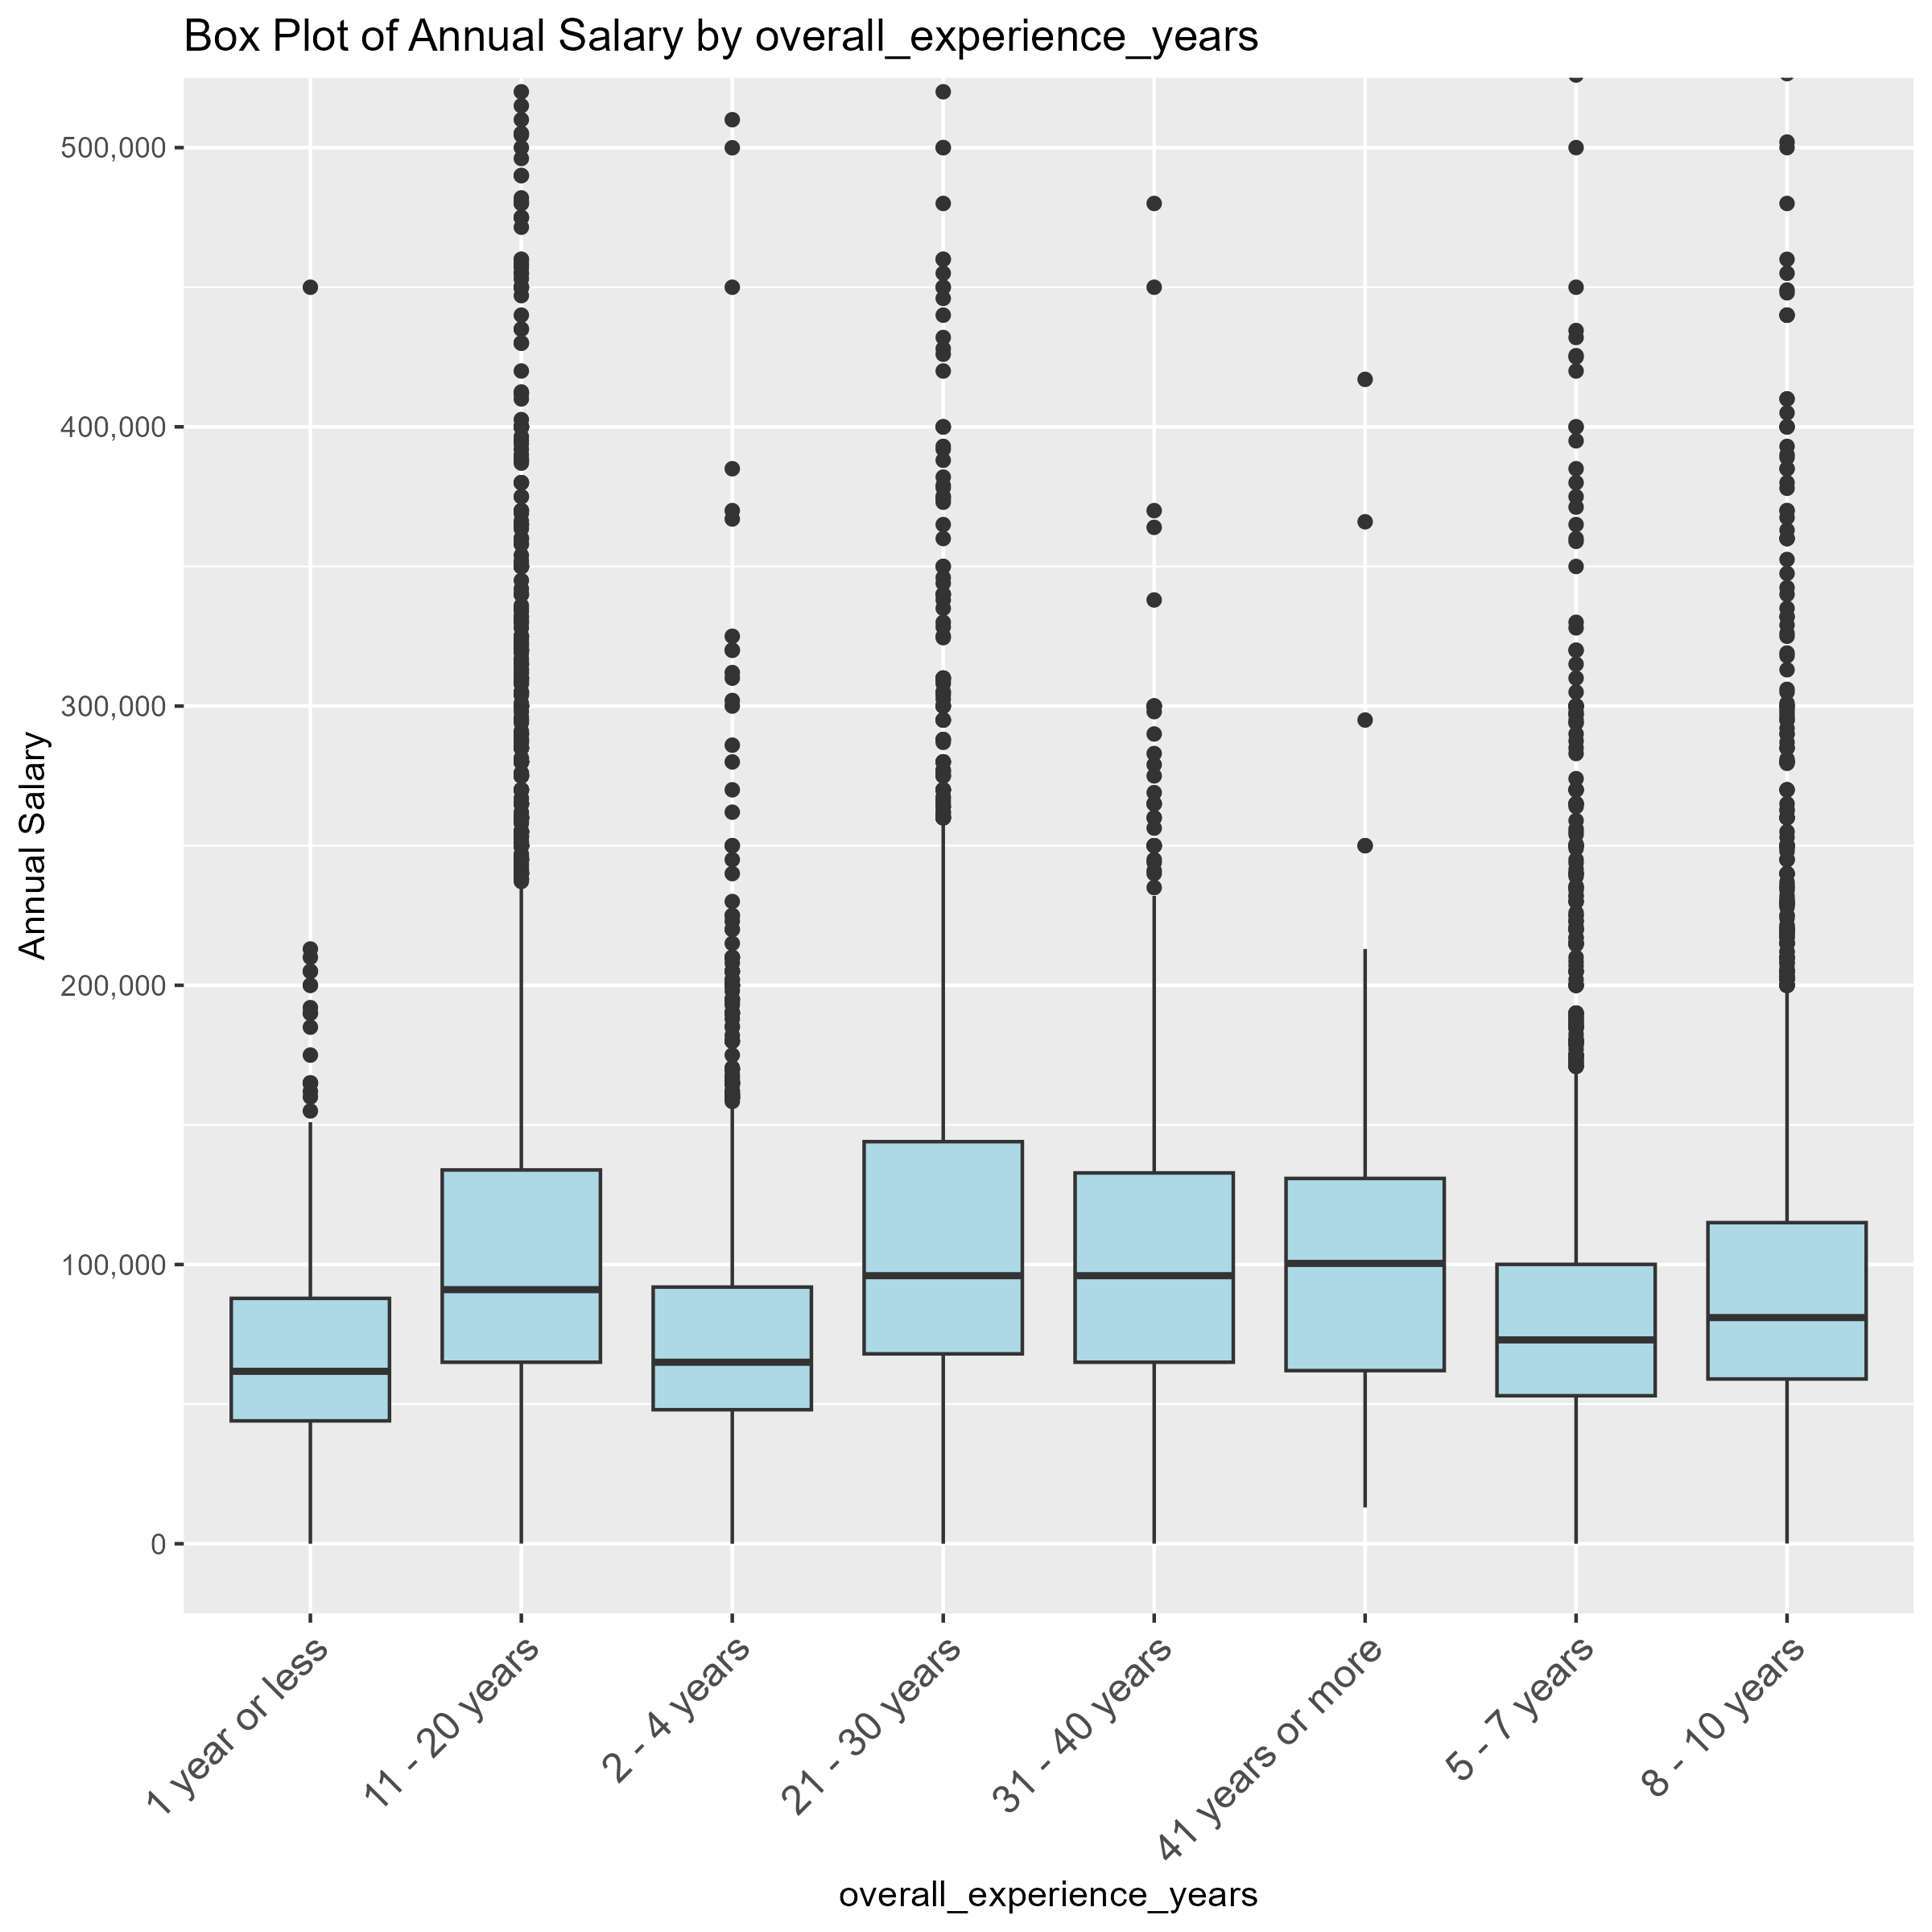 Box Plot of Annual Salary by overall_experience_years
Annual Salary
500,000
400,000
300,000
200,000
100,000
0
1 year or less
11 - 20 years
2 - 4 years
21 - 30 years
31 - 40 years
41 years or more
5 - 7 years
8 - 10 years
overall_experience_years